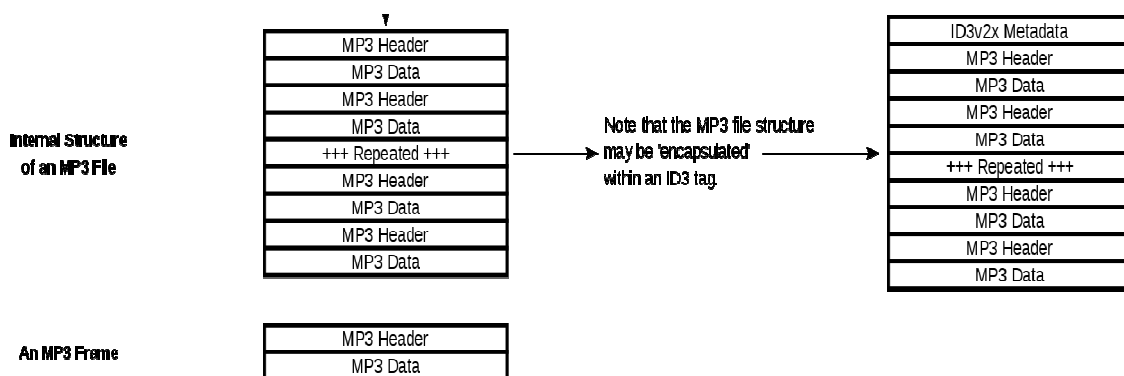 MP3 Header
MP3 Data
MP3 Header
MP3 Data
+++ Repeated +++
MP3 Header
MP3 Data
MP3 Header
MP3 Data
Internal Structure
of an MP3 File
Note that the MP3 file structure
may be 'encapsulated'
within an ID3 tag.
ID3v2x Metadata
MP3 Header
MP3 Data
MP3 Header
MP3 Data
+++ Repeated +++
MP3 Header
MP3 Data
MP3 Header
MP3 Data
An MP3 Frame
MP3 Header
MP3 Data